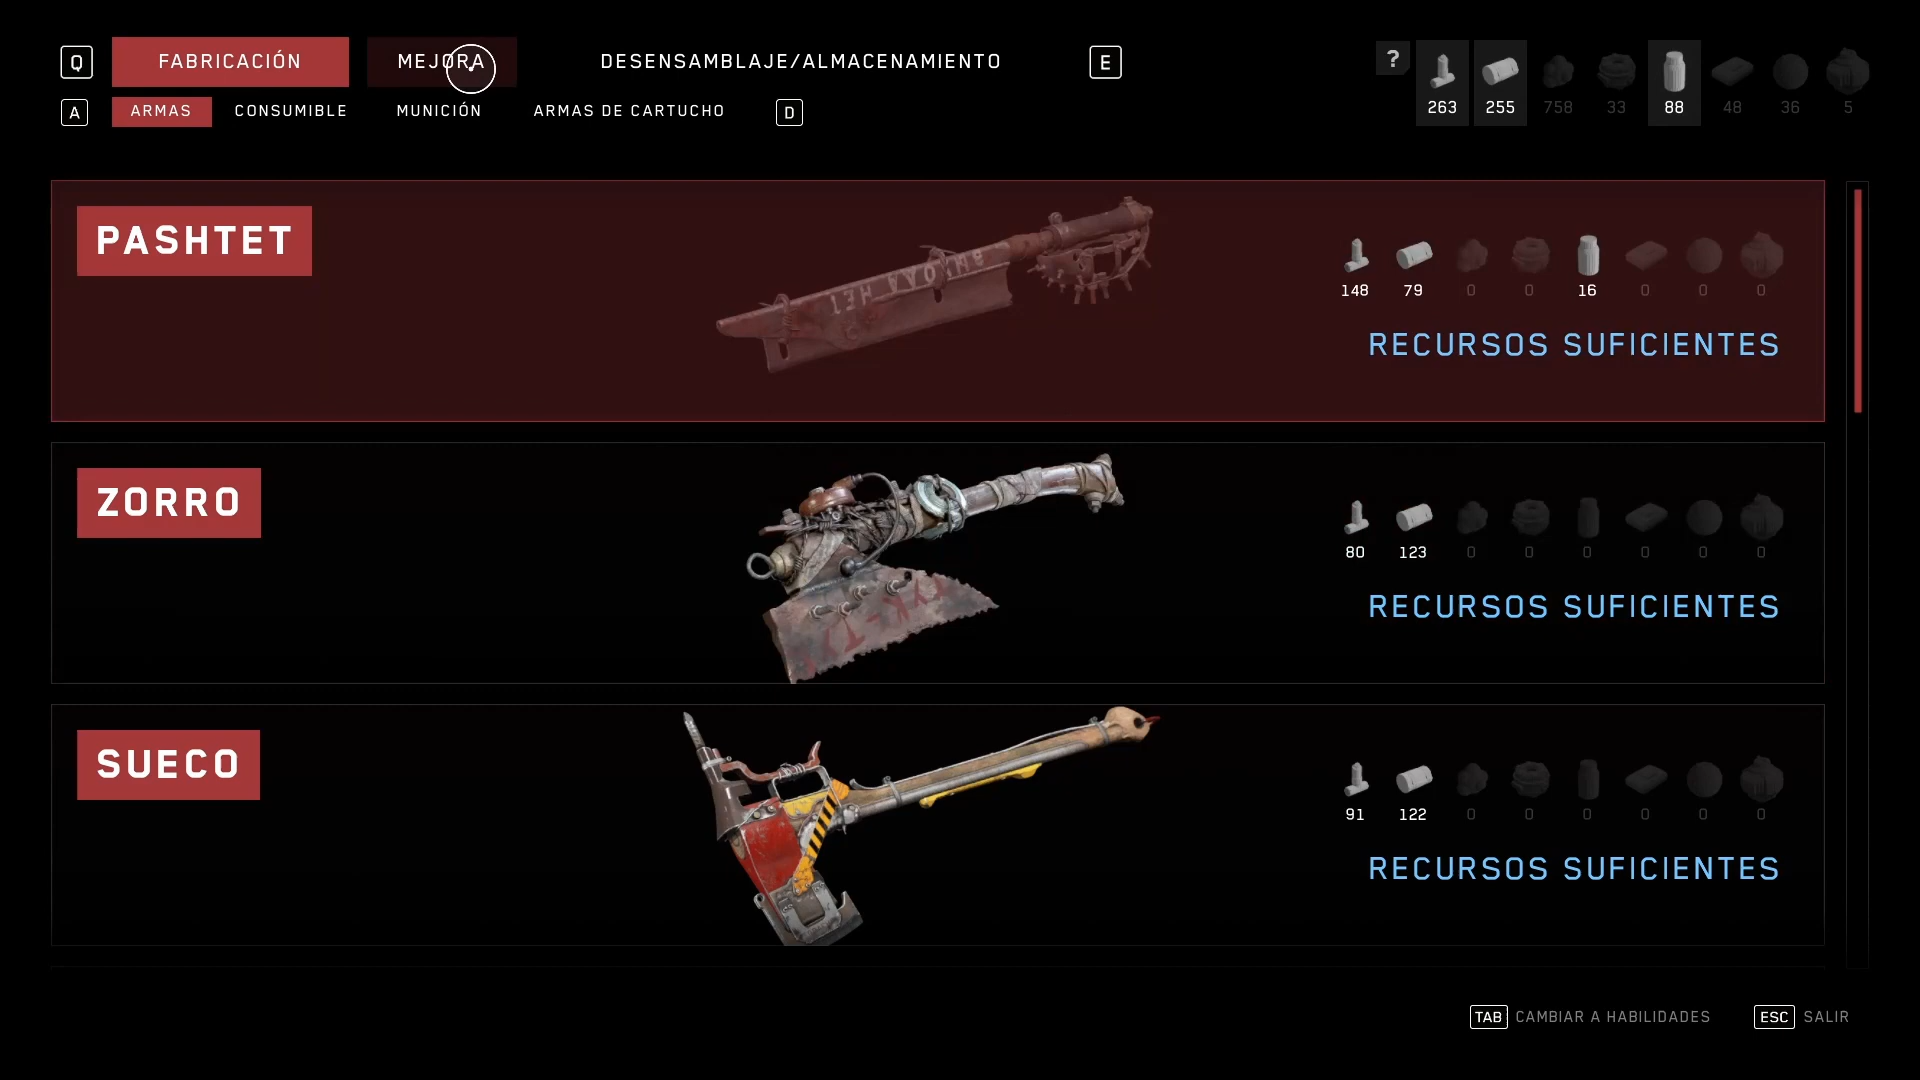 Q FABRICACIÓN MEJORA DESENSAMBLAJE/ALMACENAMIENTO E ?
A ARMAS CONSUMIBLE MUNICIÓN ARMAS DE CARTUCHO D
263 255 758 33 88 48 36 5
PASHTET
148 79 0 0 16 0 0 0
RECURSOS SUFICIENTES
ZORRO
80 123 0 0 0 0 0 0
RECURSOS SUFICIENTES
SUECO
91 122 0 0 0 0 0 0
RECURSOS SUFICIENTES
TAB CAMBIAR A HABILIDADES ESC SALIR